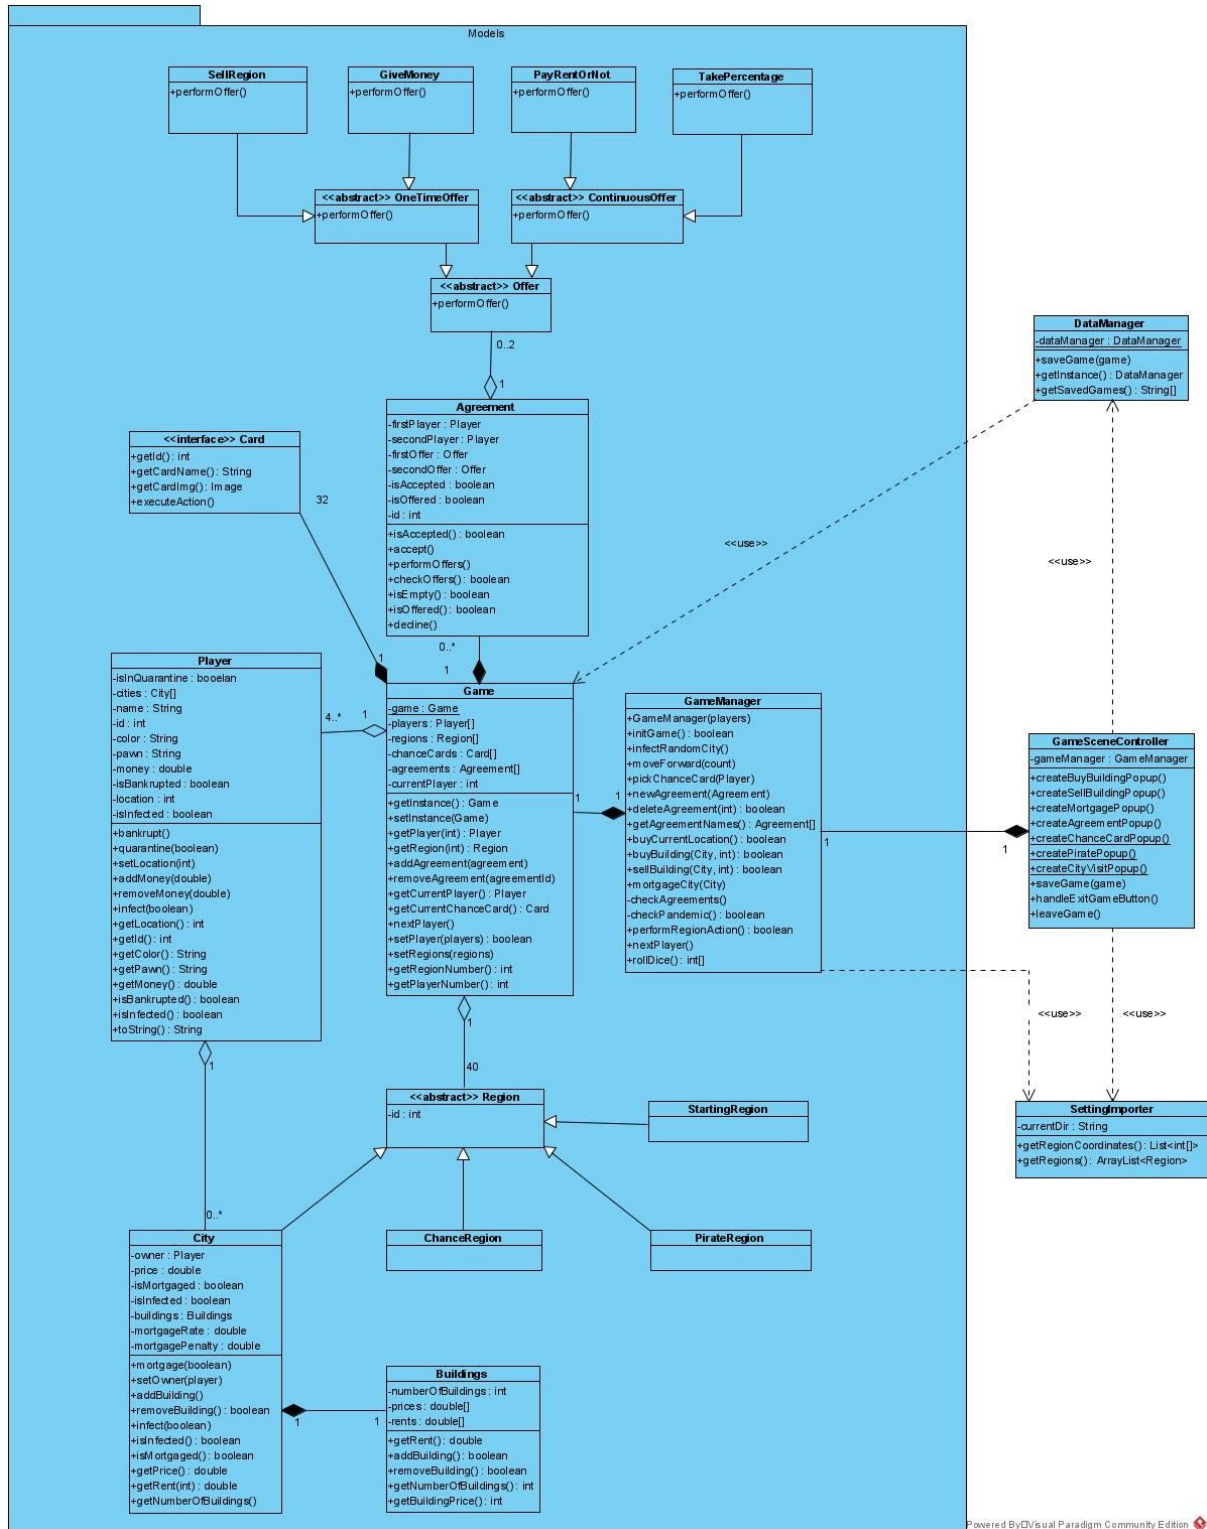 Models
SellRegion
+performOffer()
GiveMoney
+performOffer()
PayRentOrNot
+performOffer()
TakePercentage
+performOffer()
<<abstract>> OneTimeOffer
+performOffer()
<<abstract>> ContinuousOffer
+performOffer()
<<abstract>> Offer
+performOffer()
0..2
1
Agreement
-firstPlayer : Player
-secondPlayer : Player
-firstOffer : Offer
-secondOffer : Offer
-isAccepted : boolean
-isOffered : boolean
-id : int
+isAccepted() : boolean
+accept()
+performOffers()
+checkOffers() : boolean
+isEmpty() : boolean
+isOffered() : boolean
+decline()
0..*
1
<<interface>> Card
+getId() : int
+getCardName() : String
+getCardImg() : Image
+executeAction()
32
1
DataManager
-dataManager : DataManager
+saveGame(game)
+getInstance() : DataManager
+getSavedGames() : String[]
<<use>>
<<use>>
Player
-isInQuarantine : booelan
-cities : City[]
-name : String
-id : int
-color : String
-pawn : String
-money : double
-isBankrupted : boolean
-location : int
-isInfected : boolean
+bankrupt()
+quarantine(boolean)
+setLocation(int)
+addMoney(double)
+removeMoney(double)
+infect(boolean)
+getLocation() : int
+getId() : int
+getColor() : String
+getPawn() : String
+getMoney() : double
+isBankrupted() : boolean
+isInfected() : boolean
+toString() : String
4..*
1
Game
-game : Game
-players : Player[]
-regions : Region[]
-chanceCards : Card[]
-agreements : Agreement[]
-currentPlayer : int
+getInstance() : Game
+setInstance(Game)
+getPlayer(int) : Player
+getRegion(int) : Region
+addAgreement(agreement)
+removeAgreement(agreementId)
+getCurrentPlayer() : Player
+getCurrentChanceCard() : Card
+nextPlayer()
+setPlayer(players) : boolean
+setRegions(regions)
+getRegionNumber() : int
+getPlayerNumber() : int
1
1
GameManager
+GameManager(players)
+initGame() : boolean
+infectRandomCity()
+moveForward(count)
+pickChanceCard(Player)
+newAgreement(Agreement)
+deleteAgreement(int) : boolean
+getAgreementNames() : Agreement[]
+buyCurrentLocation() : boolean
+buyBuilding(City, int) : boolean
+sellBuilding(City, int) : boolean
+mortgageCity(City)
-checkAgreements()
-checkPandemic() : boolean
+performRegionAction() : boolean
+nextPlayer()
+rollDice() : int[]
1
1
GameSceneController
-gameManager : GameManager
+createBuyBuildingPopup()
+createSellBuildingPopup()
+createMortgagePopup()
+createAgreementPopup()
+createChanceCardPopup()
+createPiratePopup()
+createCityVisitPopup()
+saveGame(game)
+handleExitGameButton()
+leaveGame()
<<use>>
<<use>>
SettingImporter
-currentDir : String
+getRegionCoordinates() : List<int[]>
+getRegions() : ArrayList<Region>
1
40
<<abstract>> Region
-id : int
StartingRegion
ChanceRegion
PirateRegion
1
0..*
City
-owner : Player
-price : double
-isMortgaged : boolean
-isInfected : boolean
-buildings : Buildings
-mortgageRate : double
-mortgagePenalty : double
+mortgage(boolean)
+setOwner(player)
+addBuilding()
+removeBuilding() : boolean
+infect(boolean)
+isInfected() : boolean
+isMortgaged() : boolean
+getPrice() : double
+getRent(int) : double
+getNumberOfBuildings()
1
1
Buildings
-numberOfBuildings : int
-prices : double[]
-rents : double[]
+getRent() : double
+addBuilding() : boolean
+removeBuilding() : boolean
+getNumberOfBuildings() : int
+getBuildingPrice() : int
Powered By Visual Paradigm Community Edition